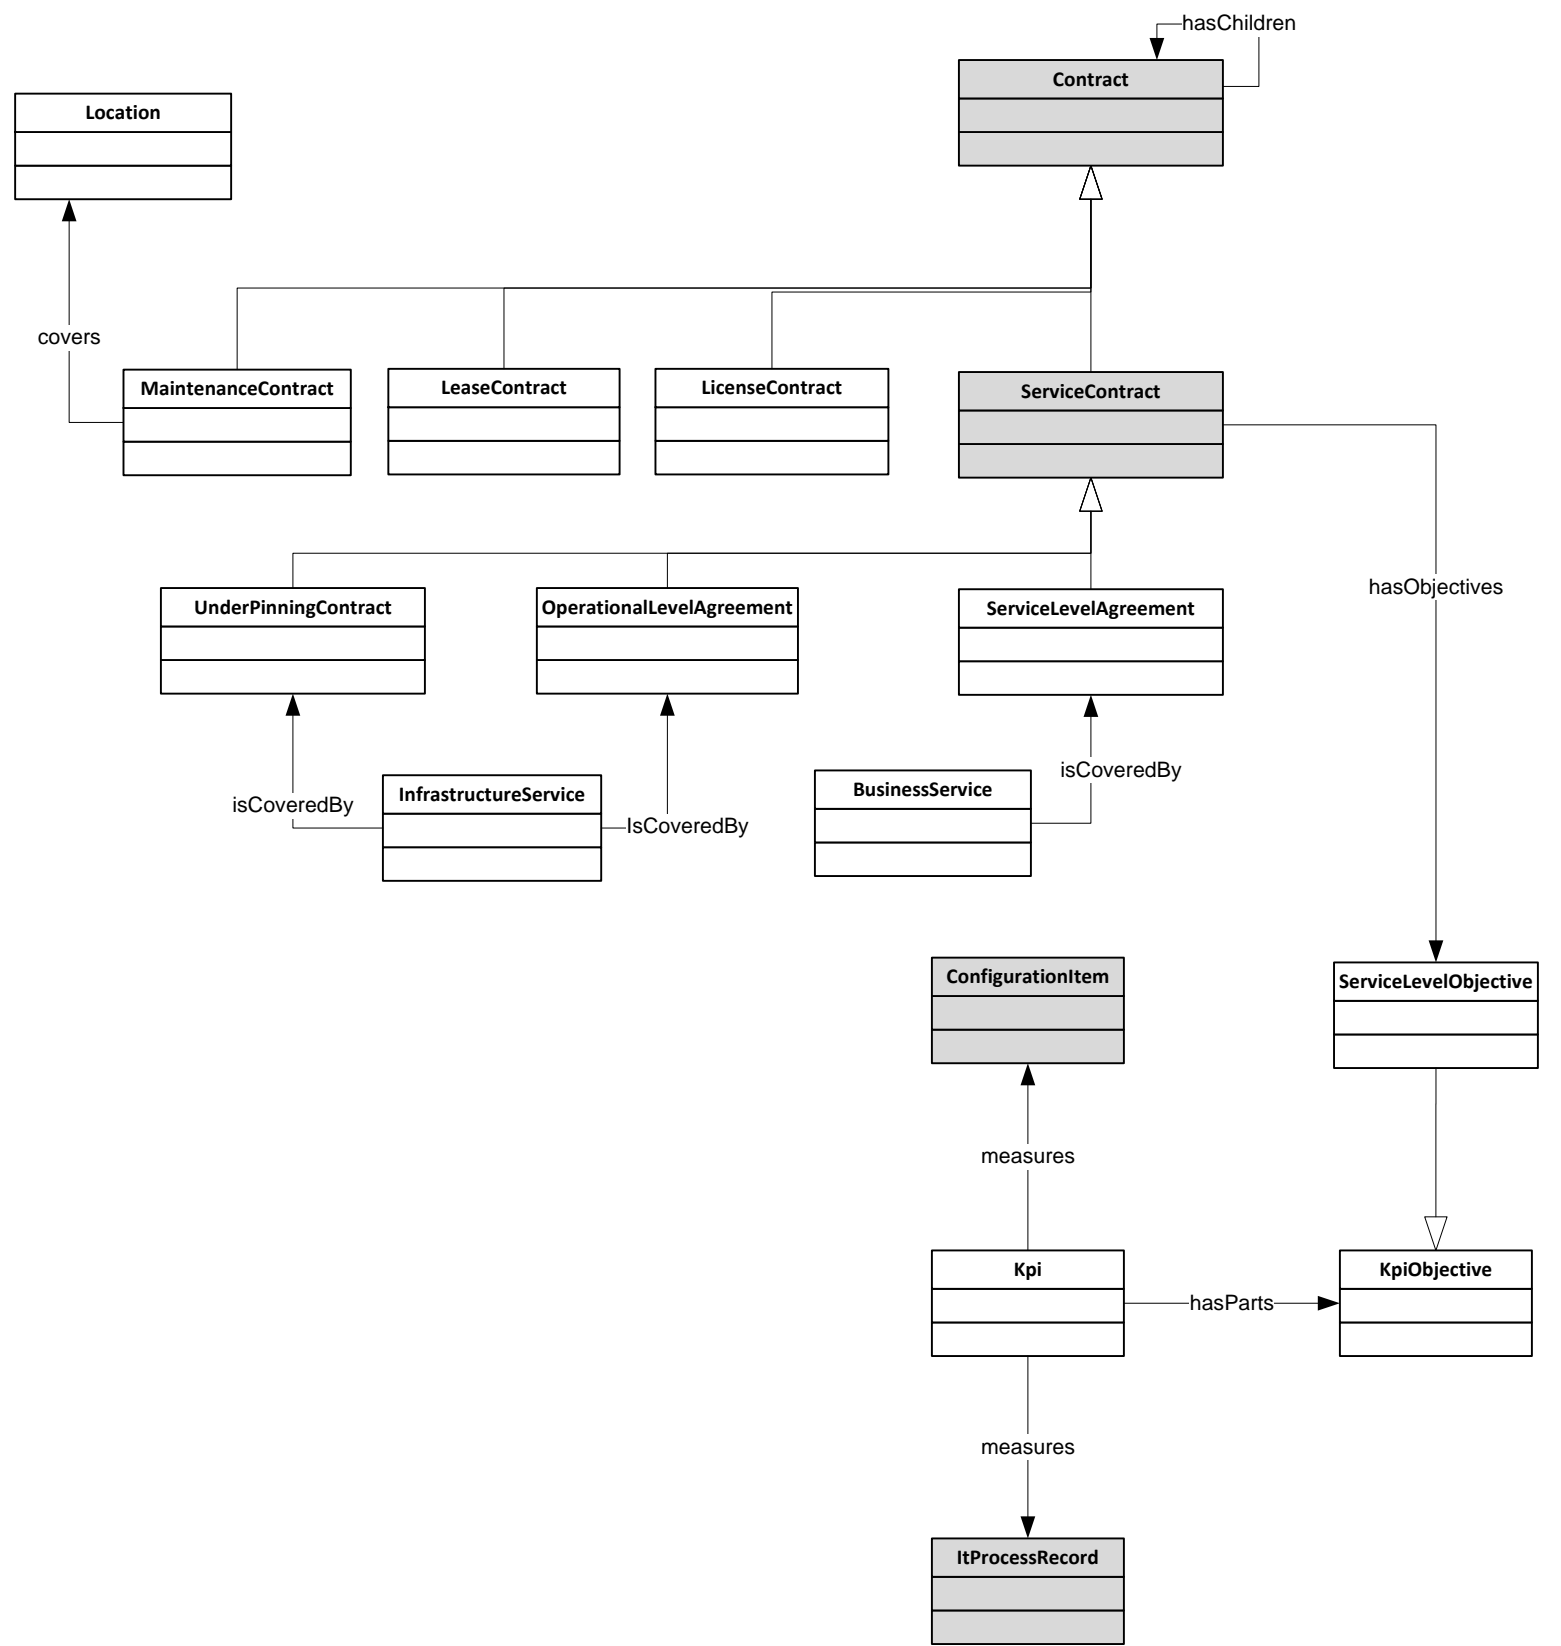 hasChildren
Contract
Location
covers
MaintenanceContract
LeaseContract
LicenseContract
ServiceContract
hasObjectives
UnderPinningContract
OperationalLevelAgreement
ServiceLevelAgreement
isCoveredBy
InfrastructureService
IsCoveredBy
BusinessService
isCoveredBy
ConfigurationItem
ServiceLevelObjective
measures
Kpi
hasParts
KpiObjective
measures
ItProcessRecord